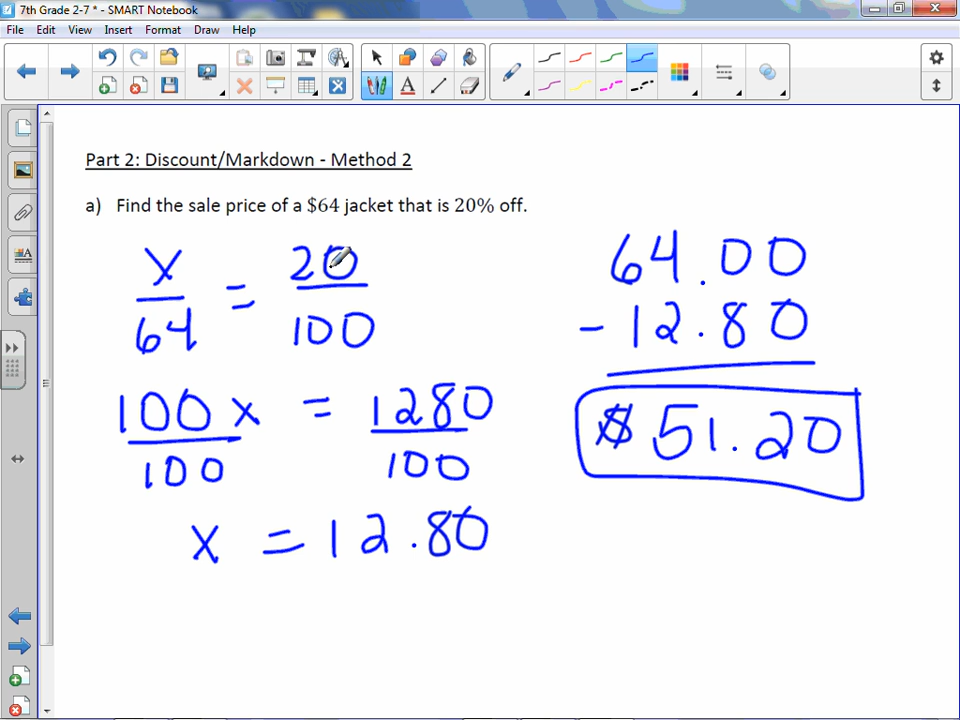 7th Grade 2-7 * - SMART Notebook
File Edit View Insert Format Draw Help
Part 2: Discount/Markdown - Method 2
a) Find the sale price of a $64 jacket that is 20% off.
x/64 = 20/100
100x/100 = 1280/100
x = 12.80
64.00
- 12.80
$51.20